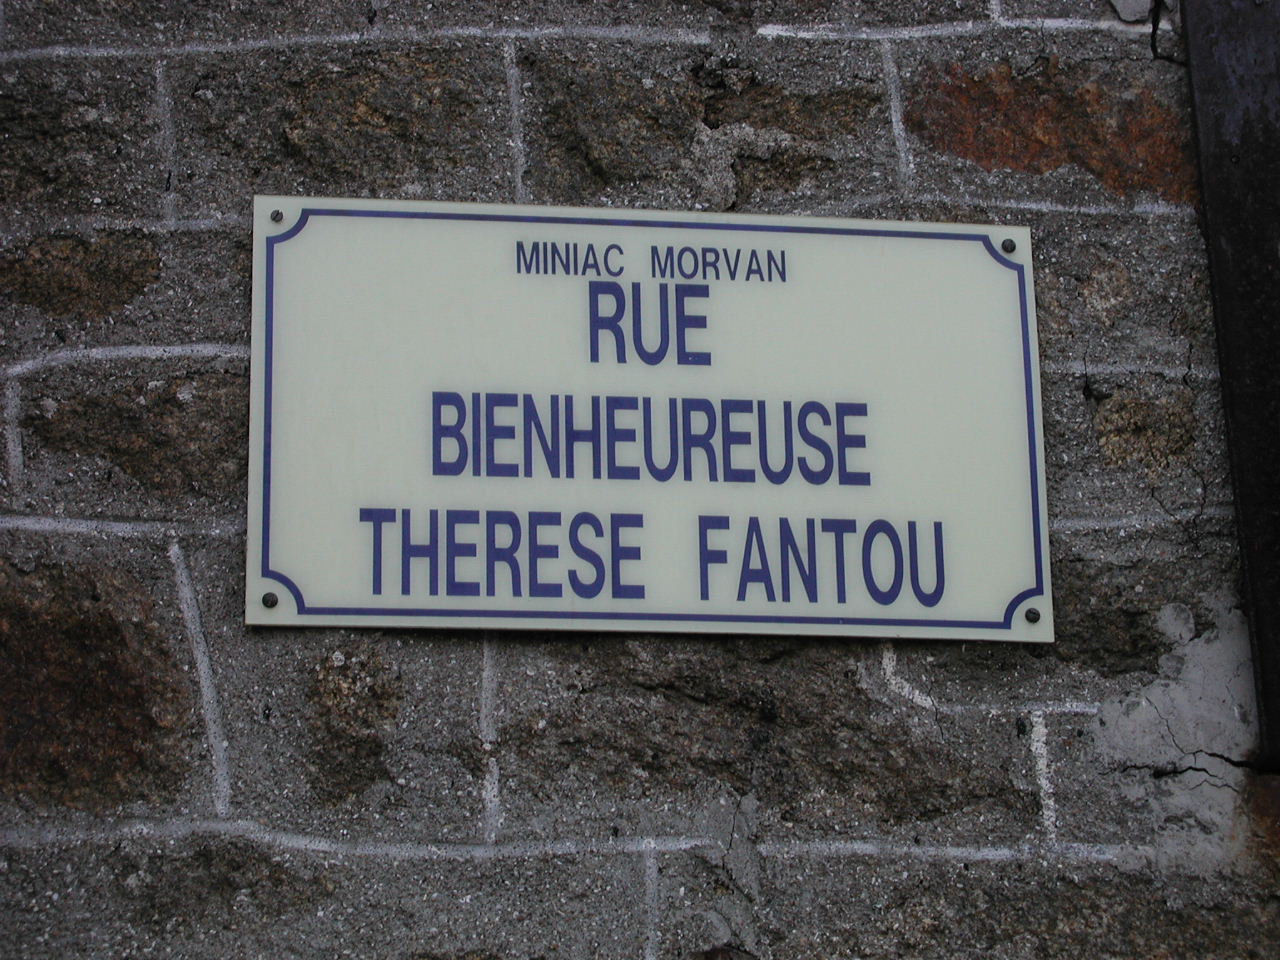 MINIAC MORVAN
RUE
BIENHEUREUSE
THERESE FANTOU